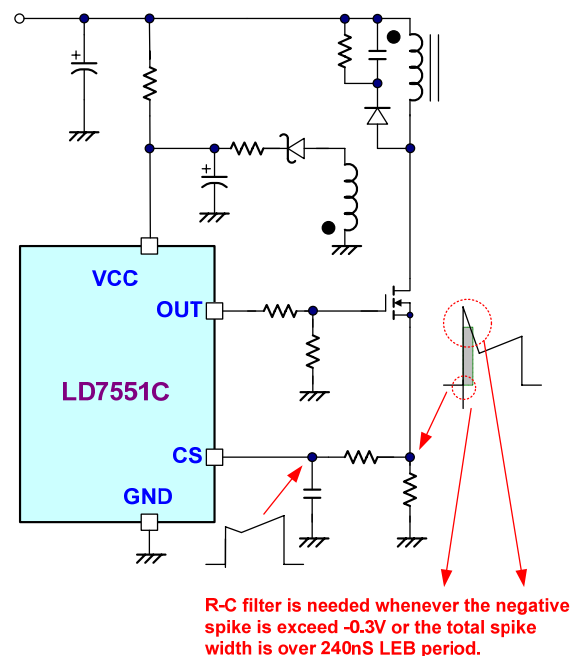 +
+
VCC
OUT
LD7551C
CS
GND
R-C filter is needed whenever the negative
spike is exceed -0.3V or the total spike
width is over 240nS LEB period.